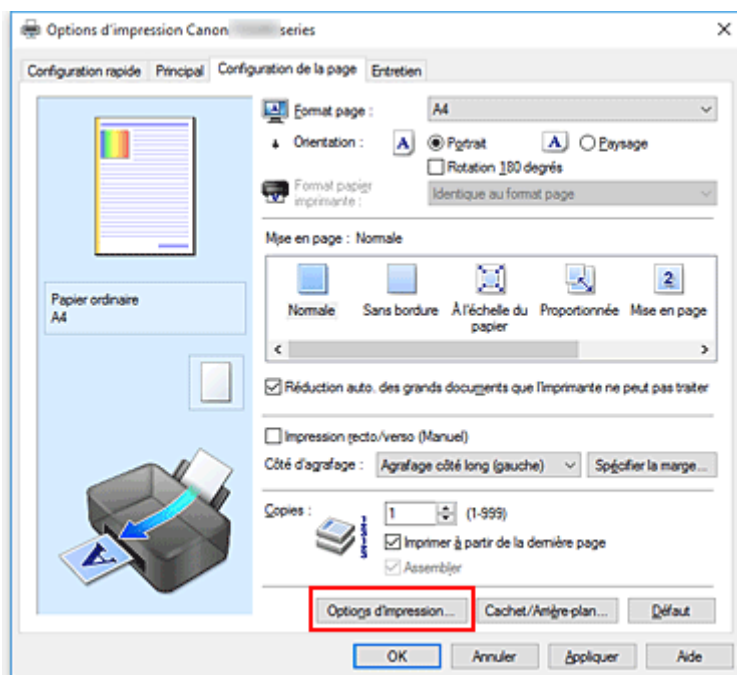 Options d'impression Canon series
Configuration rapide Principal Configuration de la page Entretien
Format page : A4
Orientation : A Portrait A Paysage
Rotation 180 degrés
Format papier imprimante : Identique au format page
Mise en page : Normale
2
Normale Sans bordure À l'échelle du papier Proportionnée Mise en page
Papier ordinaire
A4
Réduction auto. des grands documents que l'imprimante ne peut pas traiter
Impression recto/verso (Manuel)
Côté d'agrafage : Agrafage côté long (gauche) Spécifier la marge...
Copies : 1 (1-999)
Imprimer à partir de la dernière page
Assembler
A
Options d'impression... Cachet/Arrière-plan... Défaut
OK Annuler Appliquer Aide